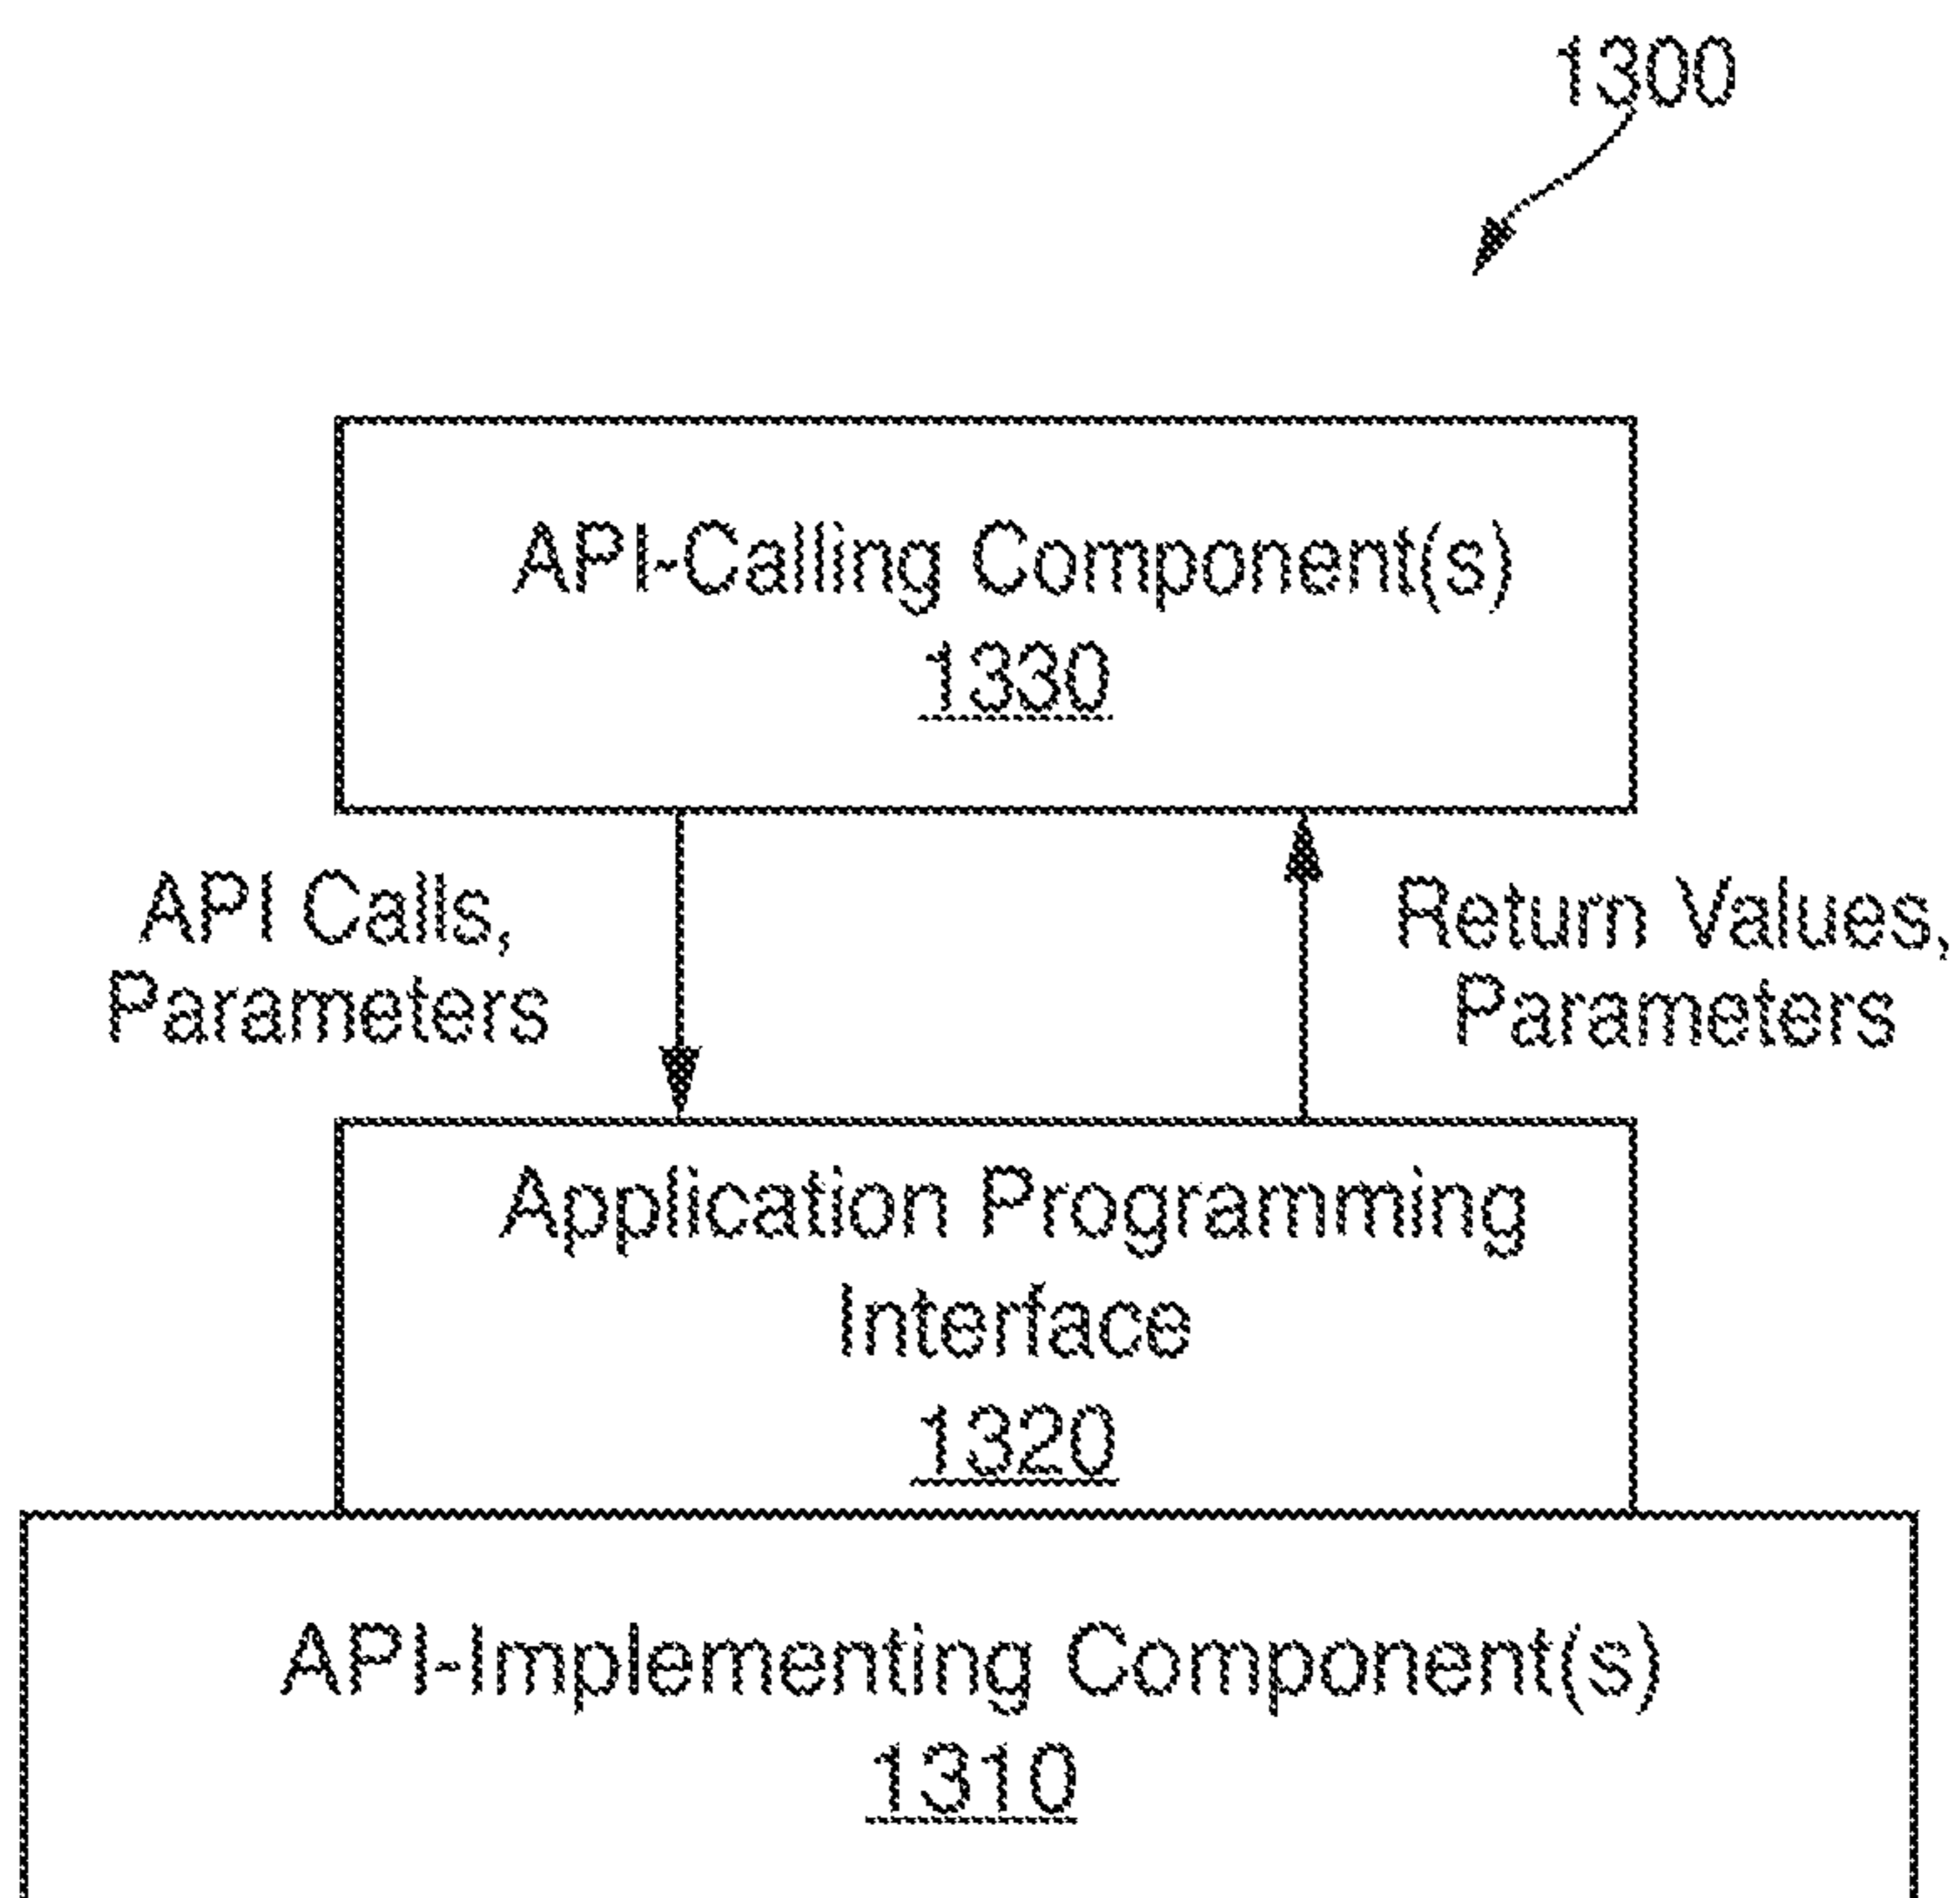 1300
API-Calling Component(s)
1330
API Calls,
Parameters
Return Values,
Parameters
Application Programming
Interface
1320
API-Implementing Component(s)
1310